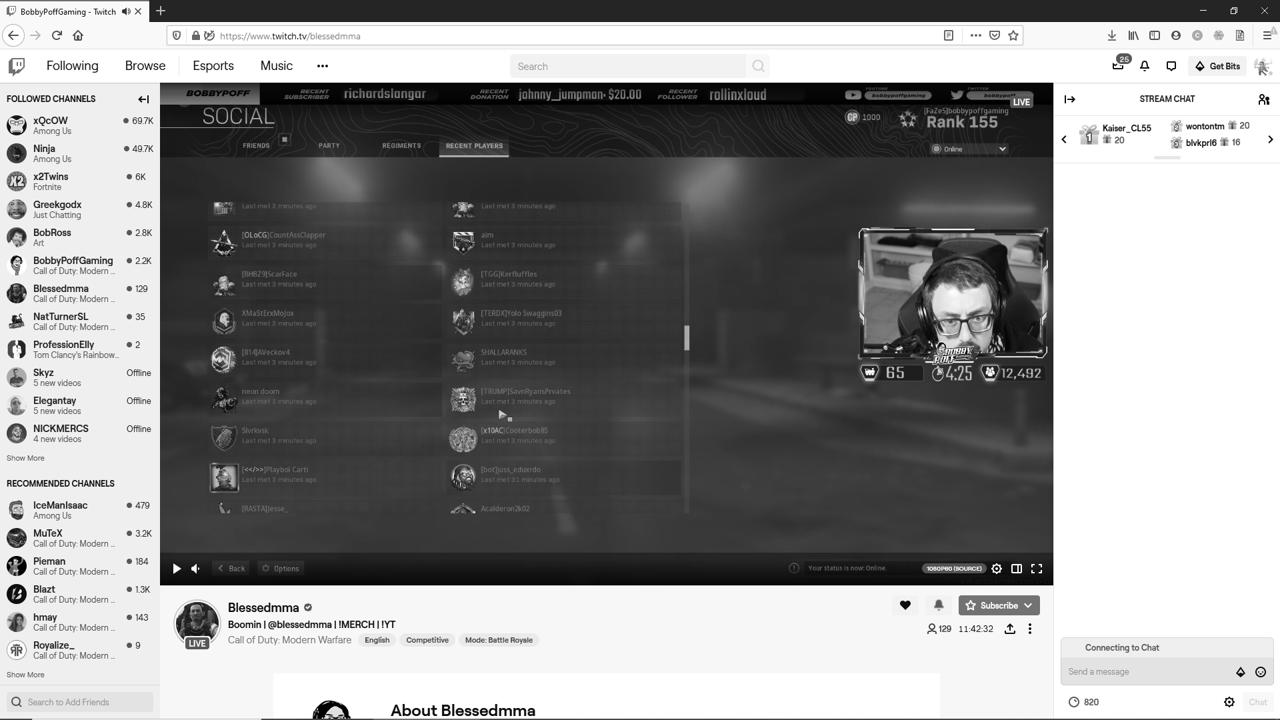 BobbyPoffGaming - Twitch
https://www.twitch.tv/blessedmma
Following
Browse
Esports
Music
Search
25
Get Bits
FOLLOWED CHANNELS
xQcOW
69.7K
Among Us
Ninja
49.7K
Among Us
x2Twins
6K
Fortnite
Greekgodx
4.8K
Just Chatting
BobRoss
2.8K
Art
BobbyPoffGaming
2.2K
Call of Duty: Modern ...
Blessedmma
129
Call of Duty: Modern ...
NatTurnerSL
35
Call of Duty: Modern ...
ProfessionElly
2
Tom Clancy's Rainbow...
Skyz
Offline
5 new videos
Elegantay
Offline
5 new videos
NICKMERCS
Offline
4 new videos
Show More
RECOMMENDED CHANNELS
IceManIsaac
479
Among Us
MuTeX
3.2K
Call of Duty: Modern ...
Pieman
184
Call of Duty: Modern ...
Blazt
1.3K
Call of Duty: Modern ...
hmay
143
Call of Duty: Modern ...
Royalize_
9
Call of Duty: Modern ...
Show More
Search to Add Friends
BOBBYPOFF
RECENT SUBSCRIBER
richardslangar
RECENT DONATION
johnny_jumpman - $20.00
RECENT FOLLOWER
rollinxloud
YOUTUBE
bobbypoffgaming
TWITTER
bobbypoffgaming
LIVE
SOCIAL
CP 1000
[FaZeS]bobbypoffgaming
Rank 155
FRIENDS
PARTY
REGIMENTS
RECENT PLAYERS
Online
Last met 3 minutes ago
Last met 3 minutes ago
[OLoCG]CountAssClapper
Last met 3 minutes ago
aim
Last met 3 minutes ago
[BHBZ9]ScarFace
Last met 3 minutes ago
[TGG]Kerfluffles
Last met 3 minutes ago
XMaStErxMoJox
Last met 3 minutes ago
[TERDX]Yolo Swaggins03
Last met 3 minutes ago
[814]AVeckov4
Last met 3 minutes ago
SHALLARANKS
Last met 3 minutes ago
neon doom
Last met 3 minutes ago
[TRUMP]SavnRyansPrvates
Last met 3 minutes ago
Slvrkvsk
Last met 3 minutes ago
[x10AC]Cooterbob85
Last met 3 minutes ago
[<</>>]Playboi Carti
Last met 3 minutes ago
[bot]juss_eduxrdo
Last met 31 minutes ago
[RASTA]Jesse_
Acalderon2k02
65
4:25
12,492
Back
Options
Your status is now: Online.
1080P60 (SOURCE)
Blessedmma
Boomin | @blessedmma | !MERCH | !YT
Call of Duty: Modern Warfare
English
Competitive
Mode: Battle Royale
LIVE
Subscribe
129
11:42:32
About Blessedmma
STREAM CHAT
1
Kaiser_CL55
20
wontontm
20
blvkprl6
16
Connecting to Chat
Send a message
820
Chat